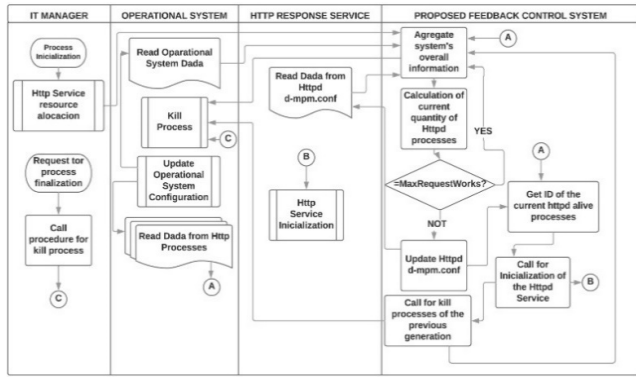 IT MANAGER
OPERATIONAL SYSTEM
HTTP RESPONSE SERVICE
PROPOSED FEEDBACK CONTROL SYSTEM
Process
Inicialization
Http Service
resource
alocacion
Request tor
process
finalization
Call
procedure for
kill process
C
Read Oparational
System Dada
Kill
Process
C
Update
Operational
System
Configuration
Read Dada from Http
Processes
A
Read Dada from
Httpd
d-mpm.conf
B
Http
Service
Inicialization
Agregate
system's
overall
information
A
Calculation of
current
quantity of
Httpd
processes
YES
=MaxRequestWorks?
NOT
Update Httpd
d-mpm.conf
A
Get ID of the
current httpd alive
processes
Call for
Inicialization of
the Httpd
Service
B
Call for kill
processes of the
previous
generation